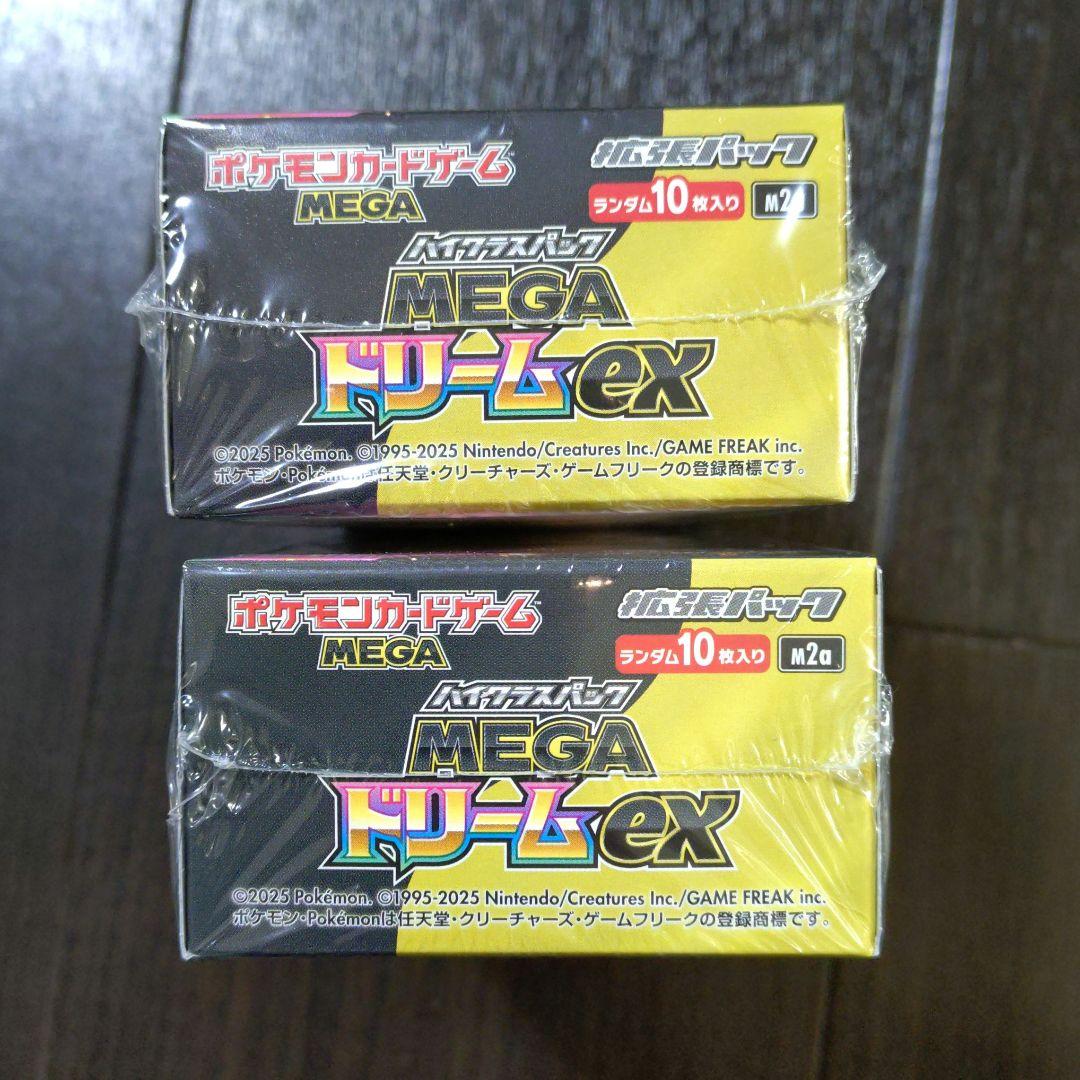 ポケモンカードゲーム™
MEGA
拡張パック
ランダム10枚入り
ハイクラスパック
MEGA
ドリームex
©2025 Pokémon. ©1995-2025 Nintendo/Creatures Inc./GAME FREAK inc.
ポケモン・Pokémonは任天堂・クリーチャーズ・ゲームフリークの登録商標です。
ポケモンカードゲーム™
MEGA
拡張パック
ランダム10枚入り M2a
ハイクラスパック
MEGA
ドリームex
©2025 Pokémon. ©1995-2025 Nintendo/Creatures Inc./GAME FREAK inc.
ポケモン・Pokémonは任天堂・クリーチャーズ・ゲームフリークの登録商標です。